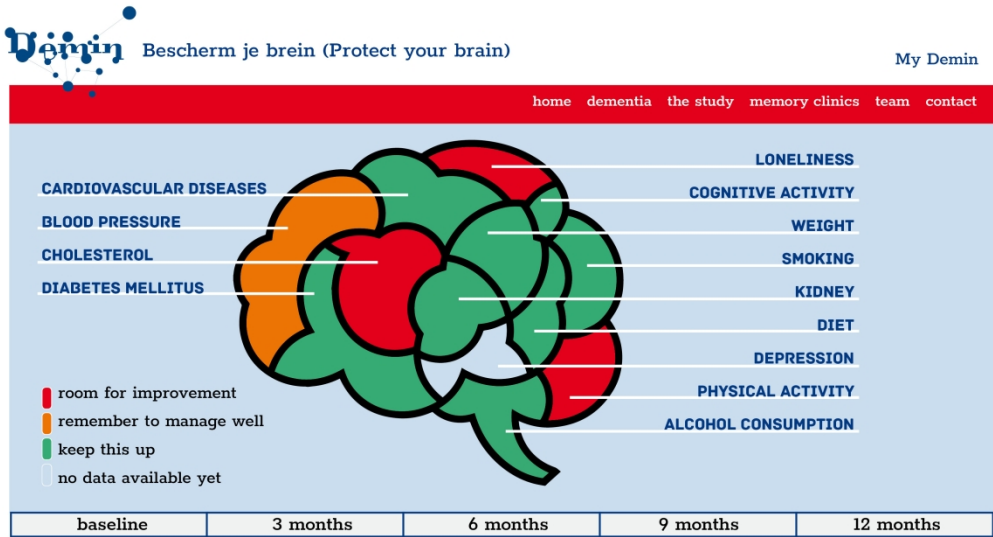 Demin
Bescherm je brein (Protect your brain)
My Demin
home dementia the study memory clinics team contact
CARDIOVASCULAR DISEASES
BLOOD PRESSURE
CHOLESTEROL
DIABETES MELLITUS
LONELINESS
COGNITIVE ACTIVITY
WEIGHT
SMOKING
KIDNEY
DIET
DEPRESSION
PHYSICAL ACTIVITY
ALCOHOL CONSUMPTION
room for improvement
remember to manage well
keep this up
no data available yet
baseline 3 months 6 months 9 months 12 months